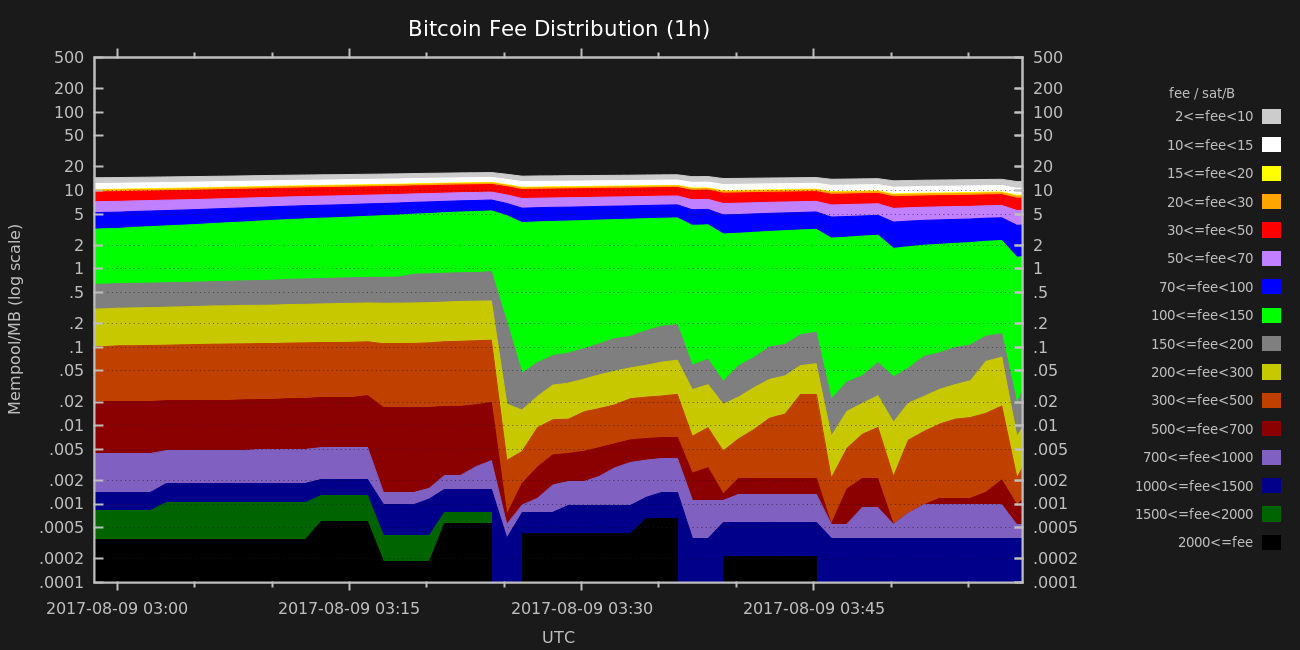 Bitcoin Fee Distribution (1h)
Mempool/MB (log scale)
500
200
100
50
20
10
5
2
1
.5
.2
.1
.05
.02
.01
.005
.002
.001
.0005
.0002
.0001
500
200
100
50
20
10
5
2
1
.5
.2
.1
.05
.02
.01
.005
.002
.001
.0005
.0002
.0001
2017-08-09 03:00 2017-08-09 03:15 2017-08-09 03:30 2017-08-09 03:45
UTC
fee / sat/B
2<=fee<10
10<=fee<15
15<=fee<20
20<=fee<30
30<=fee<50
50<=fee<70
70<=fee<100
100<=fee<150
150<=fee<200
200<=fee<300
300<=fee<500
500<=fee<700
700<=fee<1000
1000<=fee<1500
1500<=fee<2000
2000<=fee